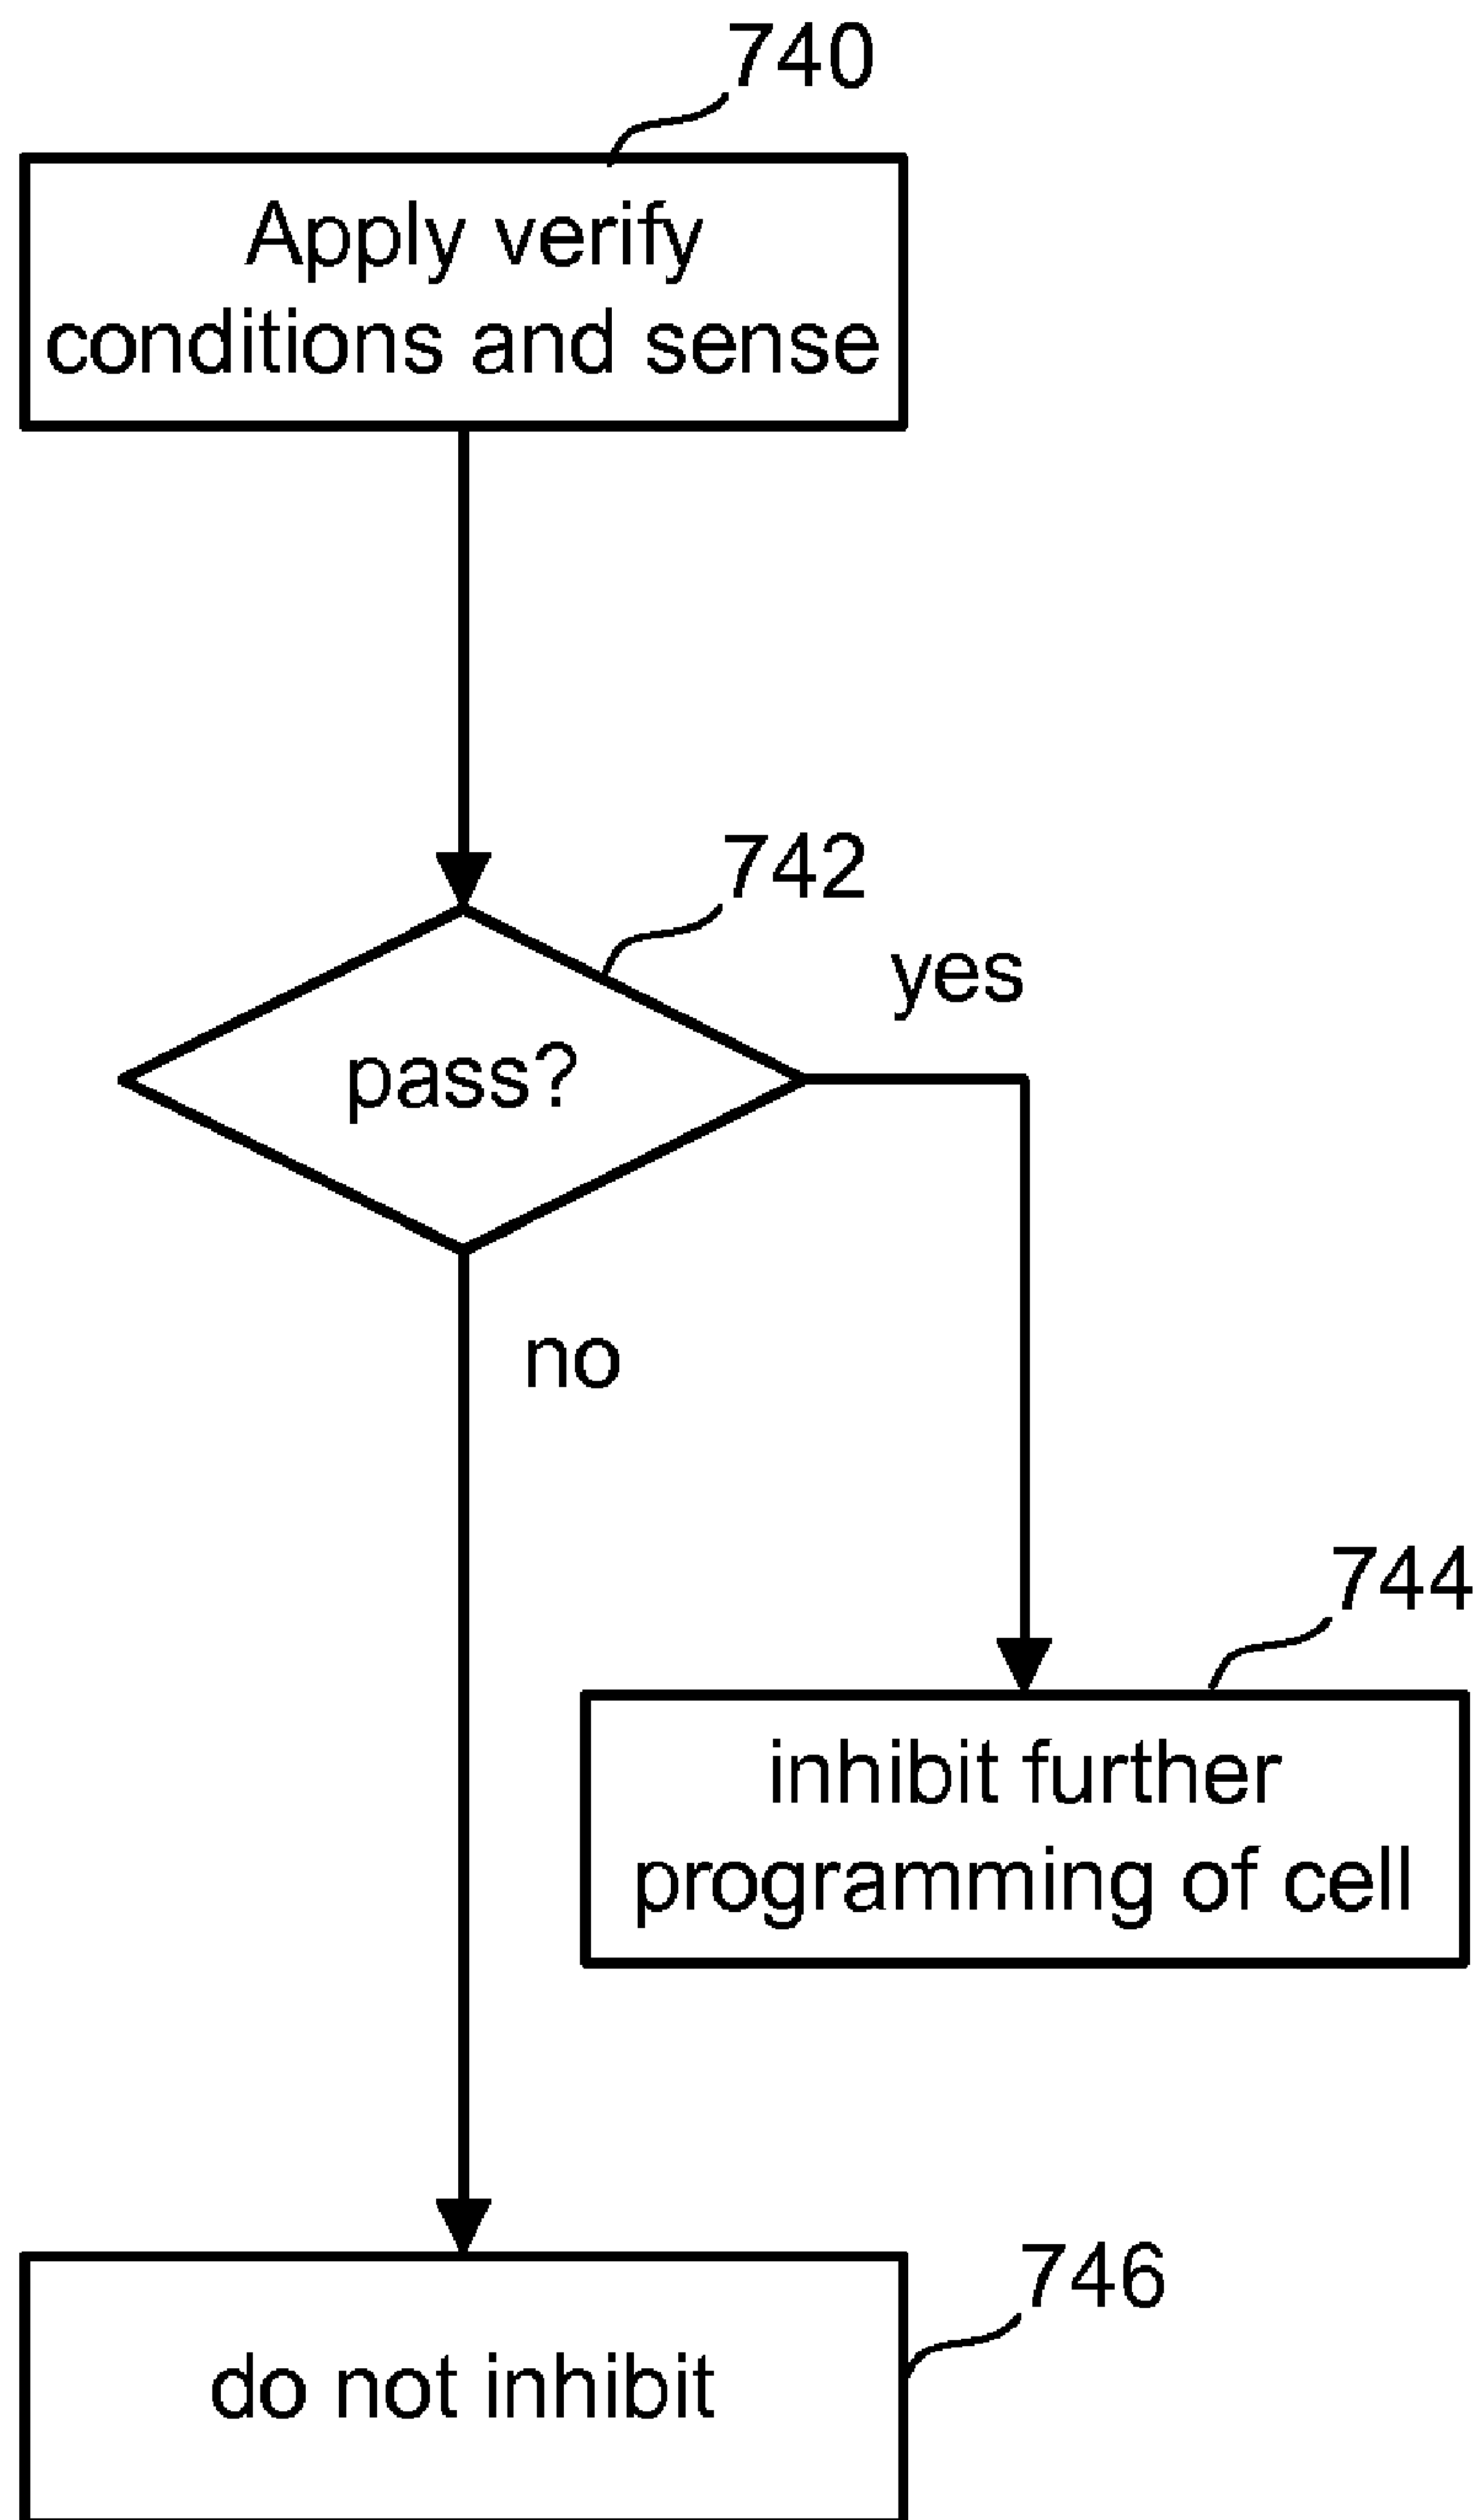 740
Apply verify
conditions and sense
742
yes
pass?
no
744
inhibit further
programming of cell
746
do not inhibit